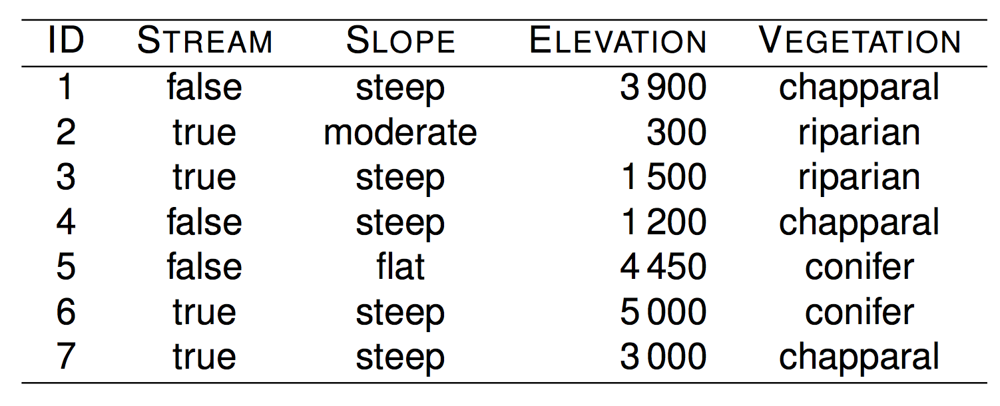 ID STREAM SLOPE ELEVATION VEGETATION
1 false steep 3 900 chapparal
2 true moderate 300 riparian
3 true steep 1 500 riparian
4 false steep 1 200 chapparal
5 false flat 4 450 conifer
6 true steep 5 000 conifer
7 true steep 3 000 chapparal